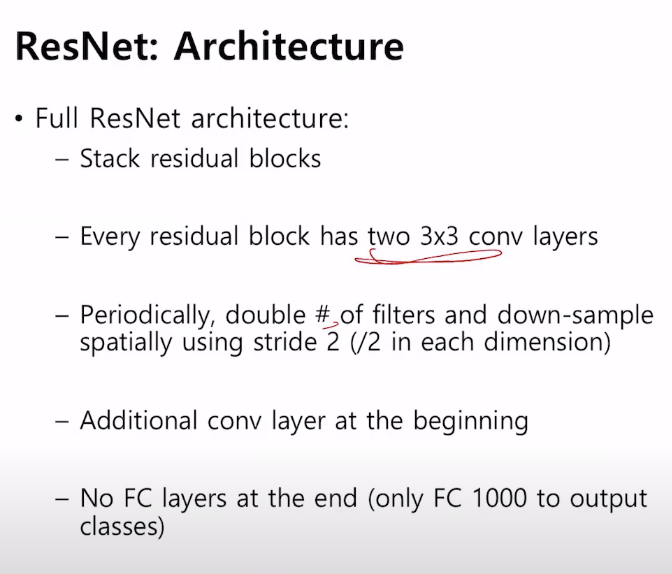 ResNet: Architecture
• Full ResNet architecture:
– Stack residual blocks
– Every residual block has two 3x3 conv layers
– Periodically, double # of filters and down-sample
spatially using stride 2 (/2 in each dimension)
– Additional conv layer at the beginning
– No FC layers at the end (only FC 1000 to output
classes)